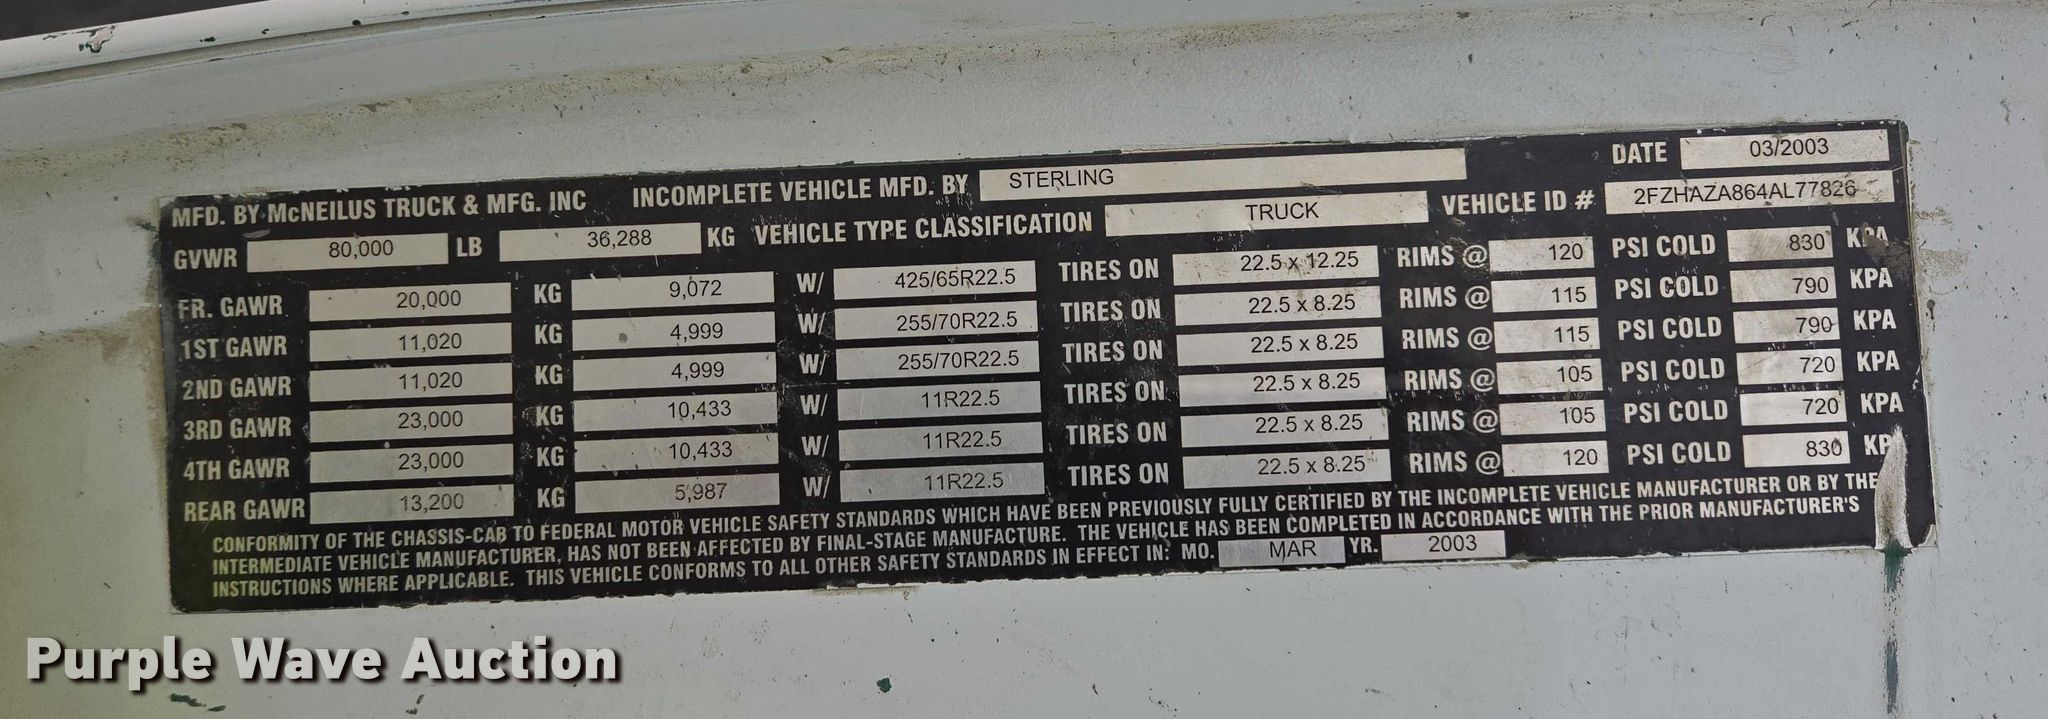 DATE 03/2003
MFD. BY McNEILUS TRUCK & MFG. INC INCOMPLETE VEHICLE MFD. BY STERLING VEHICLE ID # 2FZHAZA864AL77826
GVWR 80,000 LB 36,288 KG VEHICLE TYPE CLASSIFICATION TRUCK
FR. GAWR 20,000 KG 9,072 W/ 425/65R22.5 TIRES ON 22.5 x 12.25 RIMS @ 120 PSI COLD 830 KPA
1ST GAWR 11,020 KG 4,999 W/ 255/70R22.5 TIRES ON 22.5 x 8.25 RIMS @ 115 PSI COLD 790 KPA
2ND GAWR 11,020 KG 4,999 W/ 255/70R22.5 TIRES ON 22.5 x 8.25 RIMS @ 115 PSI COLD 790 KPA
3RD GAWR 23,000 KG 10,433 W/ 11R22.5 TIRES ON 22.5 x 8.25 RIMS @ 105 PSI COLD 720 KPA
4TH GAWR 23,000 KG 10,433 W/ 11R22.5 TIRES ON 22.5 x 8.25 RIMS @ 105 PSI COLD 720 KPA
REAR GAWR 13,200 KG 5,987 W/ 11R22.5 TIRES ON 22.5 x 8.25 RIMS @ 120 PSI COLD 830 KP
CONFORMITY OF THE CHASSIS-CAB TO FEDERAL MOTOR VEHICLE SAFETY STANDARDS WHICH HAVE BEEN PREVIOUSLY FULLY CERTIFIED BY THE INCOMPLETE VEHICLE MANUFACTURER OR BY THE
INTERMEDIATE VEHICLE MANUFACTURER, HAS NOT BEEN AFFECTED BY FINAL-STAGE MANUFACTURE. THE VEHICLE HAS BEEN COMPLETED IN ACCORDANCE WITH THE PRIOR MANUFACTURER'S
INSTRUCTIONS WHERE APPLICABLE. THIS VEHICLE CONFORMS TO ALL OTHER SAFETY STANDARDS IN EFFECT IN: MO. MAR YR. 2003
Purple Wave Auction